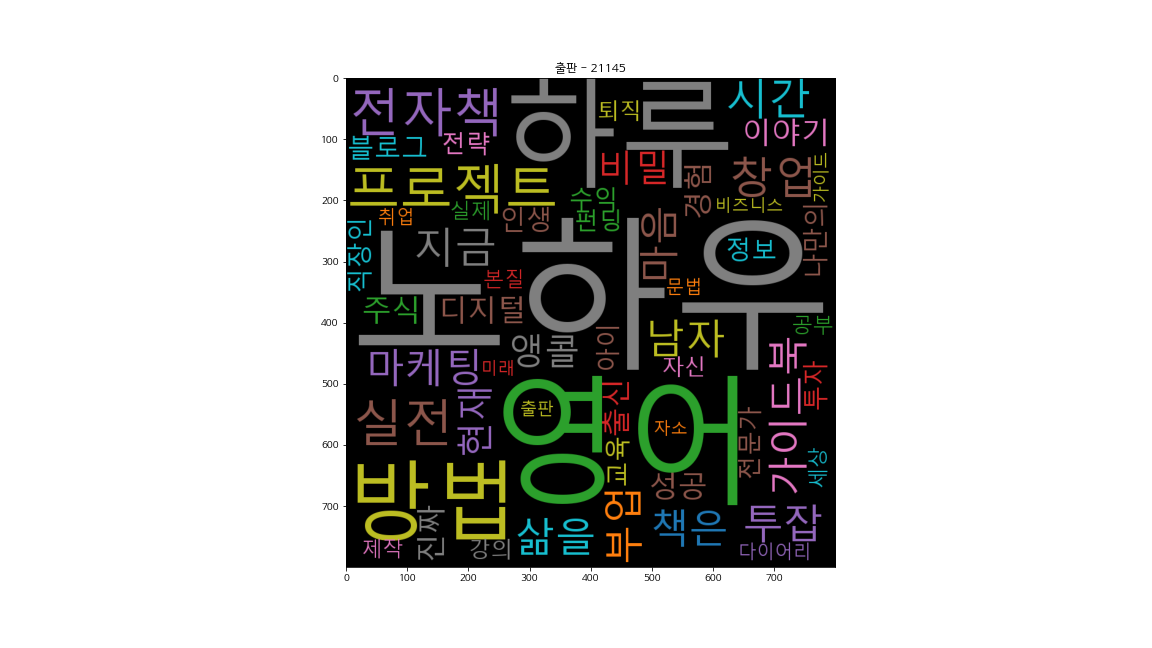 출판 - 21145
전자책
하루
퇴직
시간
이야기
블로그
전략
비밀
창업
가이드
프로젝트
수익
경험
비즈니스
취업
실제
인생
펀딩
마음
나만의
직장인
지금
노하우
정보
본질
문법
주식
디지털
공부
앵콜
아이
남자
자신
마케팅
미래
가이드북
투자
실전
현재
영어
출판
출신
자소
전문가
교육
세상
방법
성공
진짜
부업
책은
투잡
제작
강의
삶을
다이어리
0
100
200
300
400
500
600
700
0 100 200 300 400 500 600 700